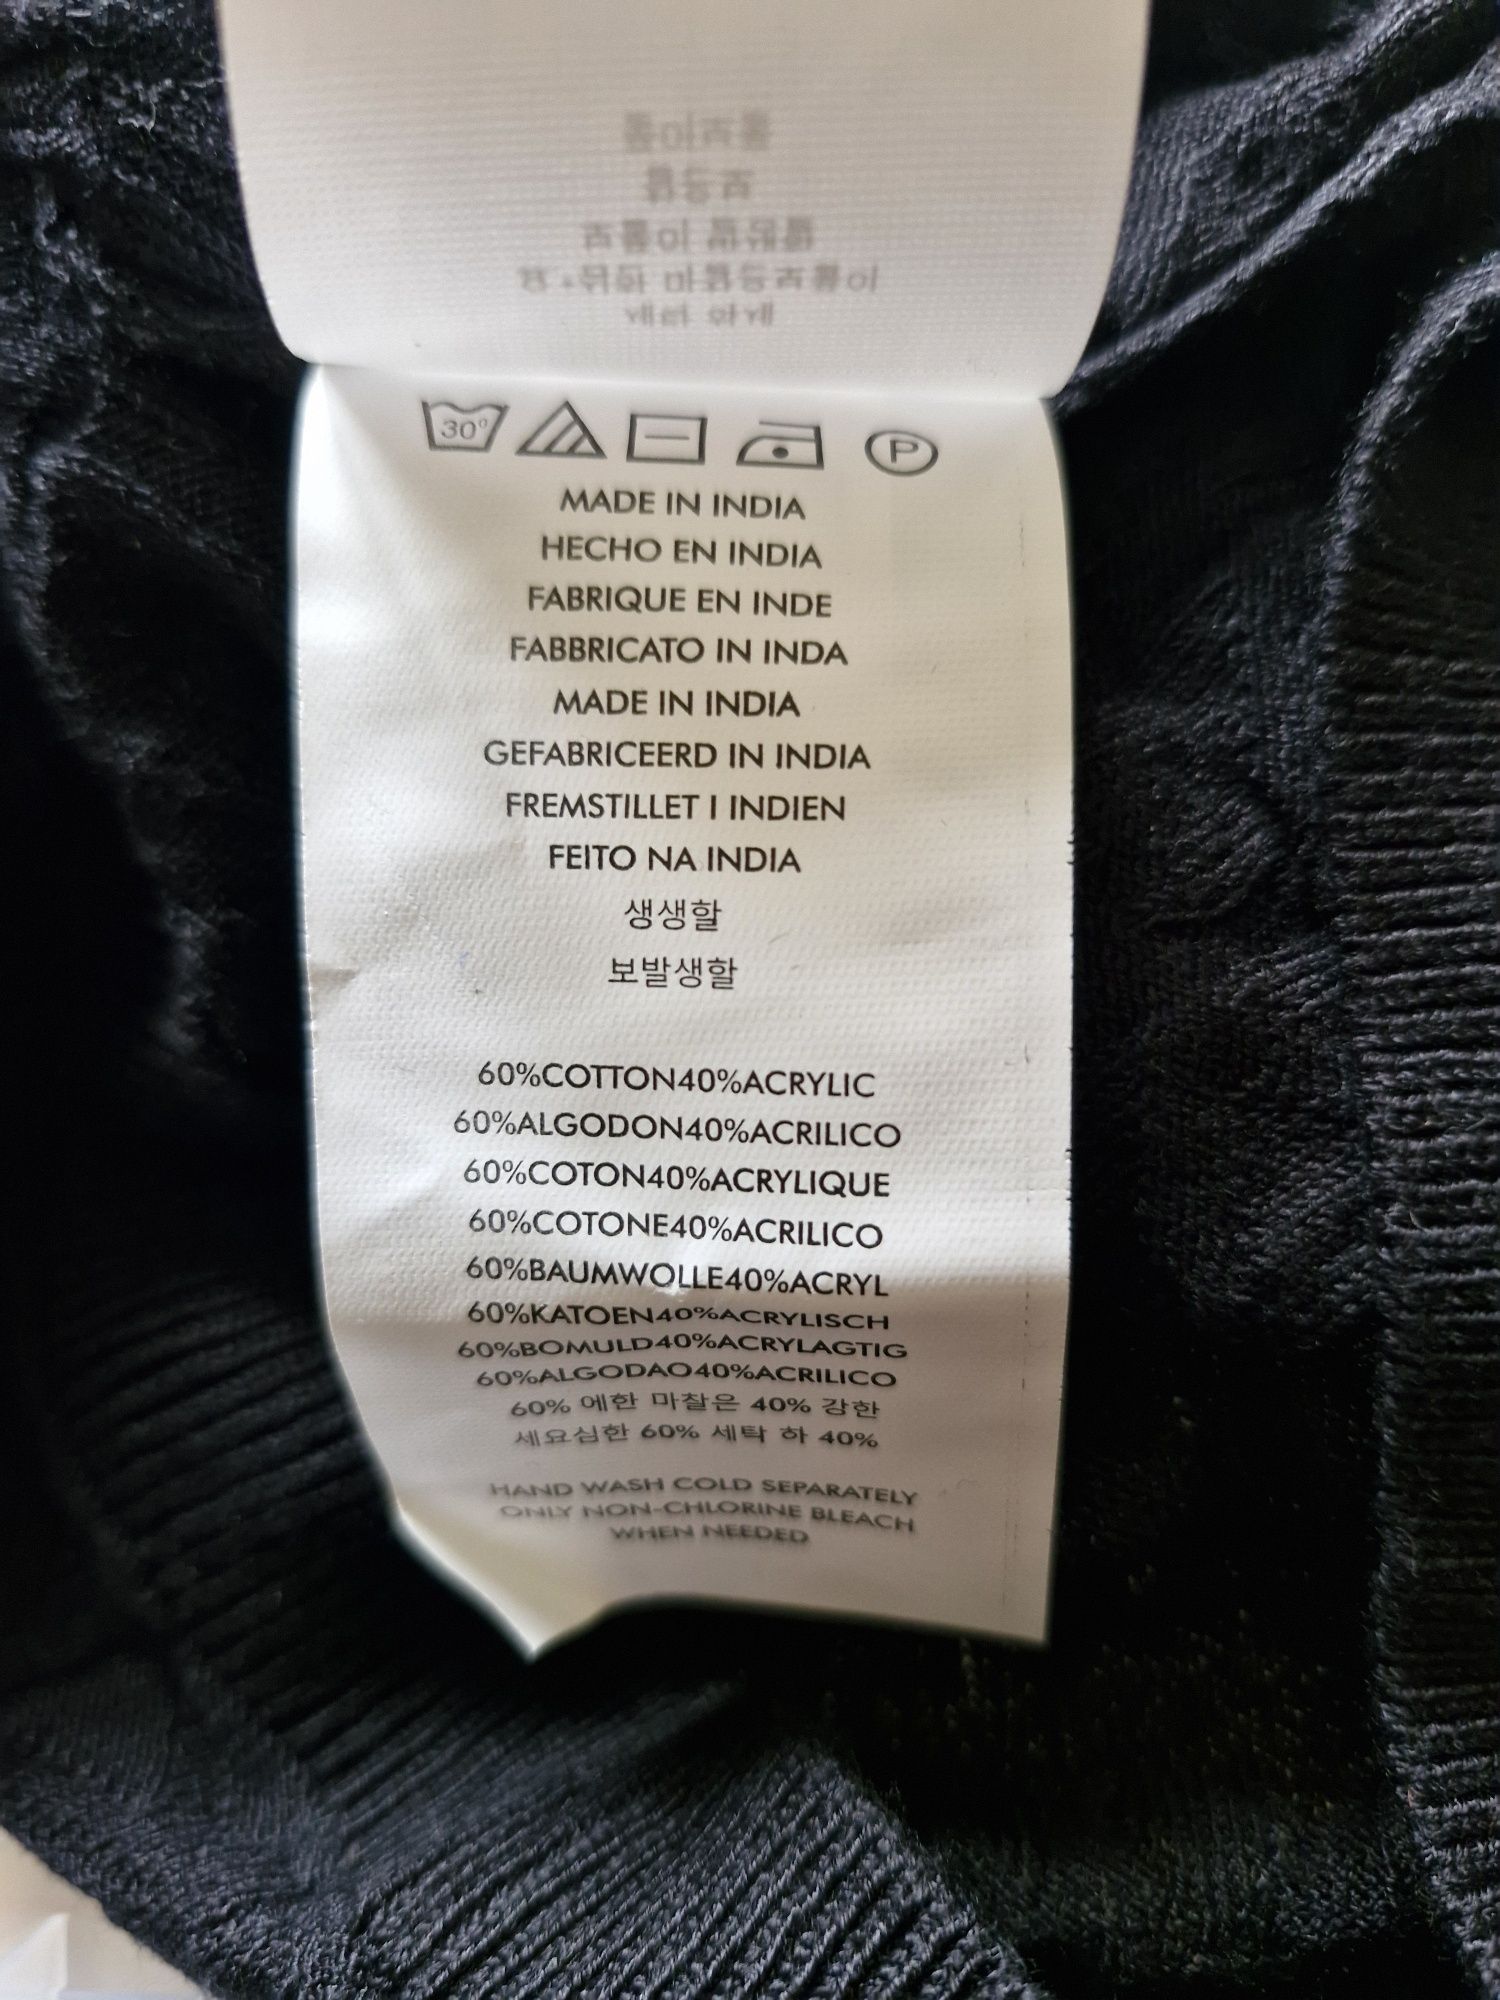 30°
P
MADE IN INDIA
HECHO EN INDIA
FABRIQUE EN INDE
FABBRICATO IN INDA
MADE IN INDIA
GEFABRICEERD IN INDIA
FREMSTILLET I INDIEN
FEITO NA INDIA
생생할
보발생할
60%COTTON40%ACRYLIC
60%ALGODON40%ACRILICO
60%COTON40%ACRYLIQUE
60%COTONE40%ACRILICO
60%BAUMWOLLE40%ACRYL
60%KATOEN40%ACRYLISCH
60%BOMULD40%ACRYLAGTIG
60%ALGODAO40%ACRILICO
60% 에한 마찰은 40% 강한
세요심한 60% 세탁 하 40%
HAND WASH COLD SEPARATELY
ONLY NON-CHLORINE BLEACH
WHEN NEEDED